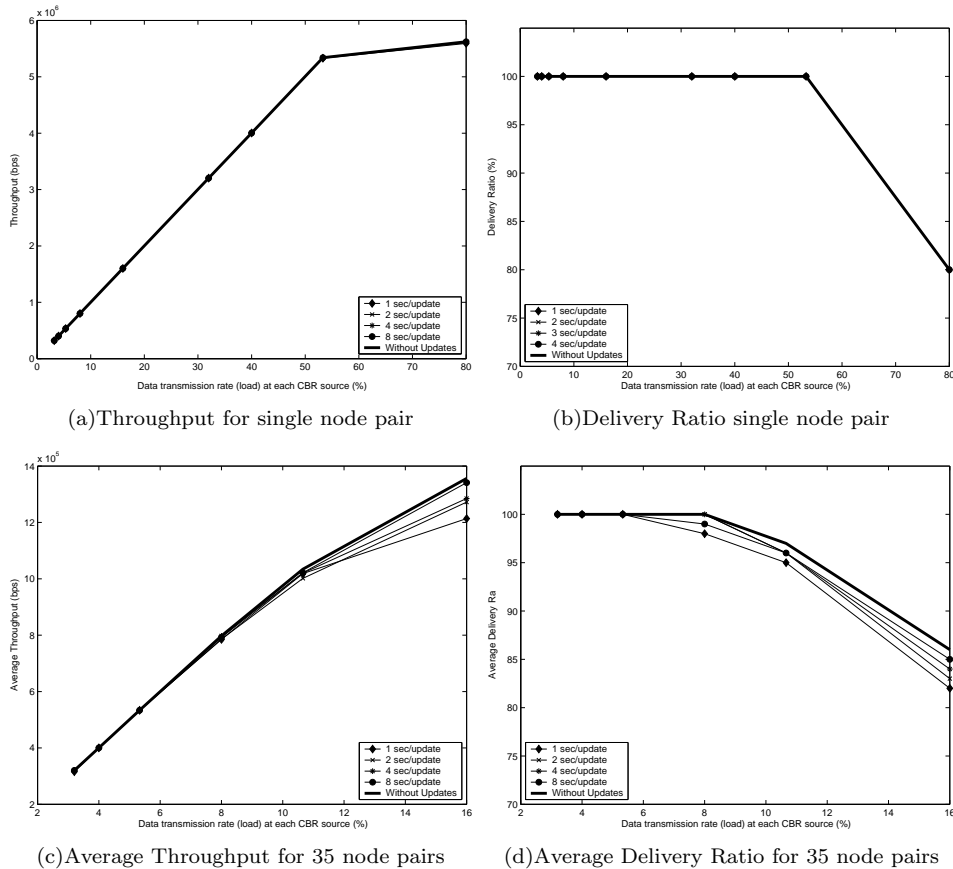 x 10^6
6
5
4
3
2
1
0
Throughput (bps)
0 10 20 30 40 50 60 70 80
Data transmission rate (load) at each CBR source (%)
1 sec/update
2 sec/update
4 sec/update
8 sec/update
Without Updates
(a)Throughput for single node pair
100
95
90
85
80
75
70
Delivery Ratio (%)
0 10 20 30 40 50 60 70 80
Data transmission rate (load) at each CBR source (%)
1 sec/update
2 sec/update
3 sec/update
4 sec/update
Without Updates
(b)Delivery Ratio single node pair
x 10^5
14
12
10
8
6
4
2
Average Throughput (bps)
2 4 6 8 10 12 14 16
Data transmission rate (load) at each CBR source (%)
1 sec/update
2 sec/update
4 sec/update
8 sec/update
Without Updates
(c)Average Throughput for 35 node pairs
100
95
90
85
80
75
70
Average Delivery Ra
2 4 6 8 10 12 14 16
Data transmission rate (load) at each CBR source (%)
1 sec/update
2 sec/update
4 sec/update
8 sec/update
Without Updates
(d)Average Delivery Ratio for 35 node pairs